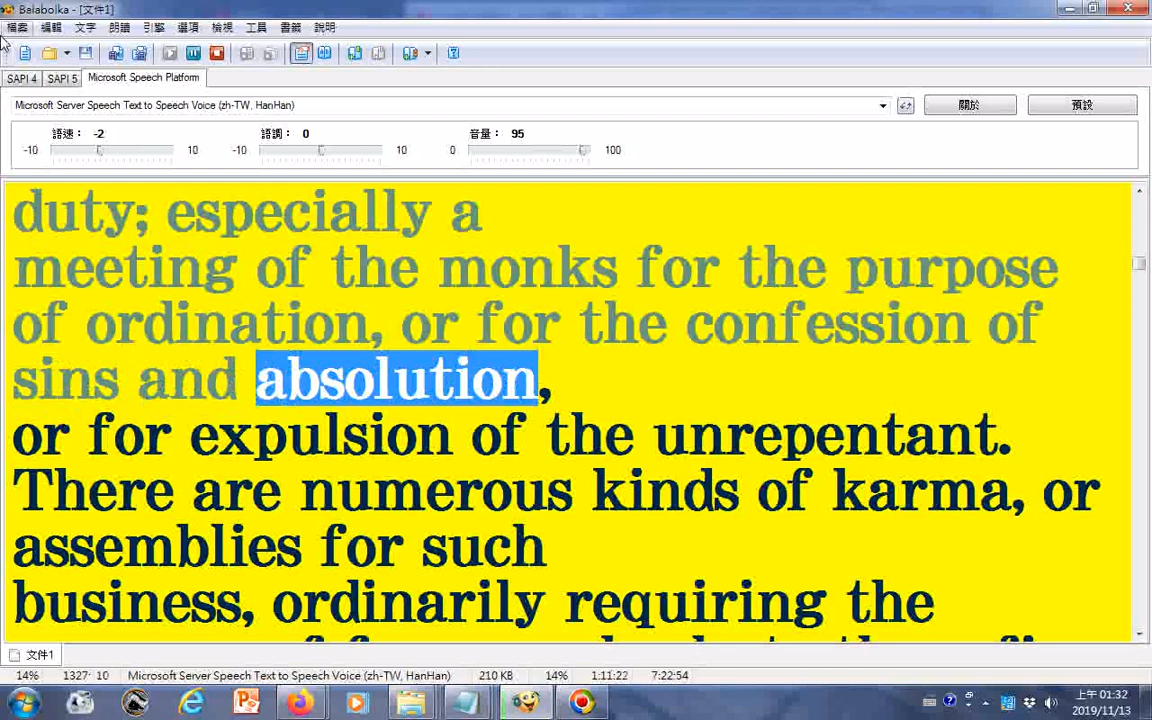 Balabolka - [文件1]
檔案 編輯 文字 朗讀 引擎 選項 檢視 工具 書籤 說明
SAPI 4 SAPI 5 Microsoft Speech Platform
Microsoft Server Speech Text to Speech Voice (zh-TW, HanHan) 關於 預設
語速： -2 語調： 0 音量： 95
-10 10 -10 10 0 100
duty; especially a
meeting of the monks for the purpose
of ordination, or for the confession of
sins and absolution,
or for expulsion of the unrepentant.
There are numerous kinds of karma, or
assemblies for such
business, ordinarily requiring the
文件1
14% 1327: 10 Microsoft Server Speech Text to Speech Voice (zh-TW, HanHan) 210 KB 14% 1:11:22 7:22:54
上午 01:32
2019/11/13